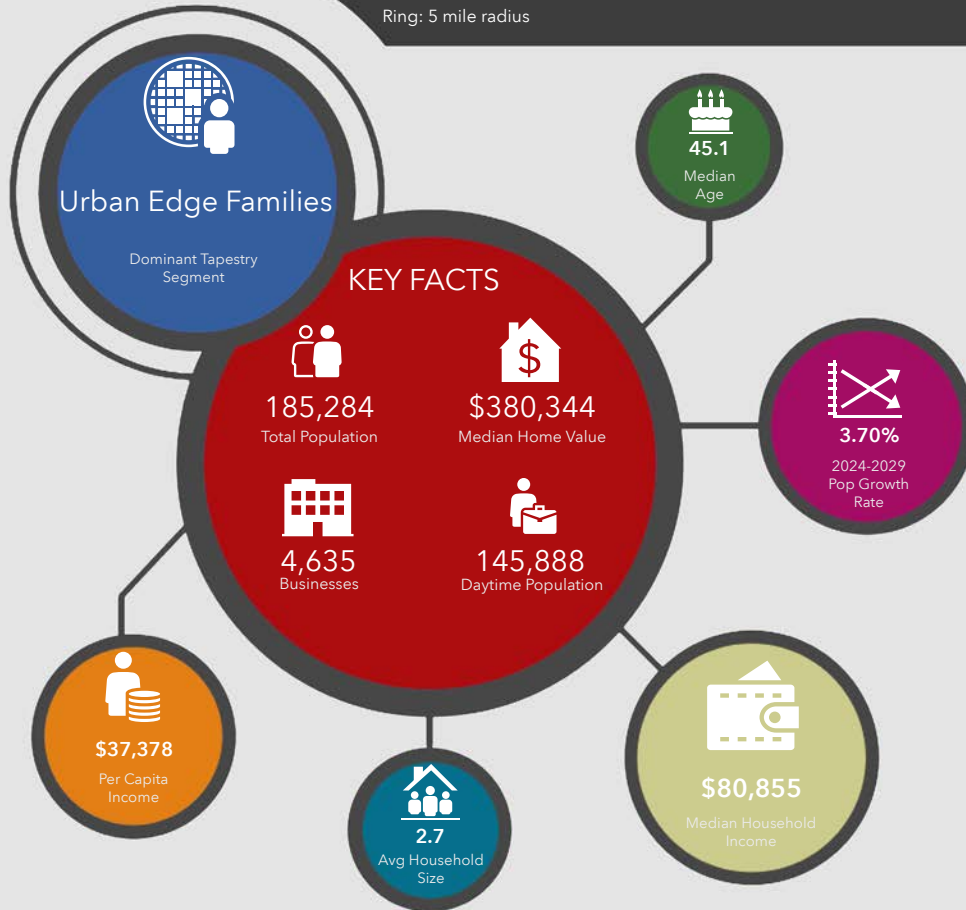 Ring: 5 mile radius
Urban Edge Families
Dominant Tapestry
Segment
KEY FACTS
185,284
Total Population
$380,344
Median Home Value
4,635
Businesses
145,888
Daytime Population
45.1
Median
Age
3.70%
2024-2029
Pop Growth
Rate
$37,378
Per Capita
Income
2.7
Avg Household
Size
$80,855
Median Household
Income